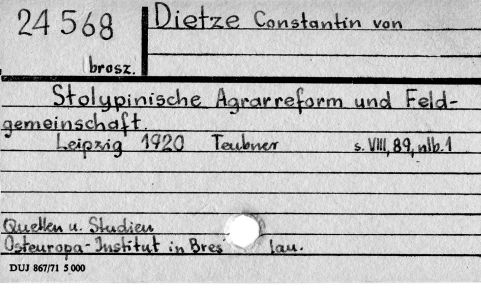 24 568
brosz.
Dietze Constantin von
Stolypinische Agrarreform und Feld-
gemeinschaft.
Leipzig 1920 Teubner s. VIII, 89, nlb. 1
Quellen u. Studien
Osteuropa-Institut in Bres lau.
DUJ 867/71 5 000